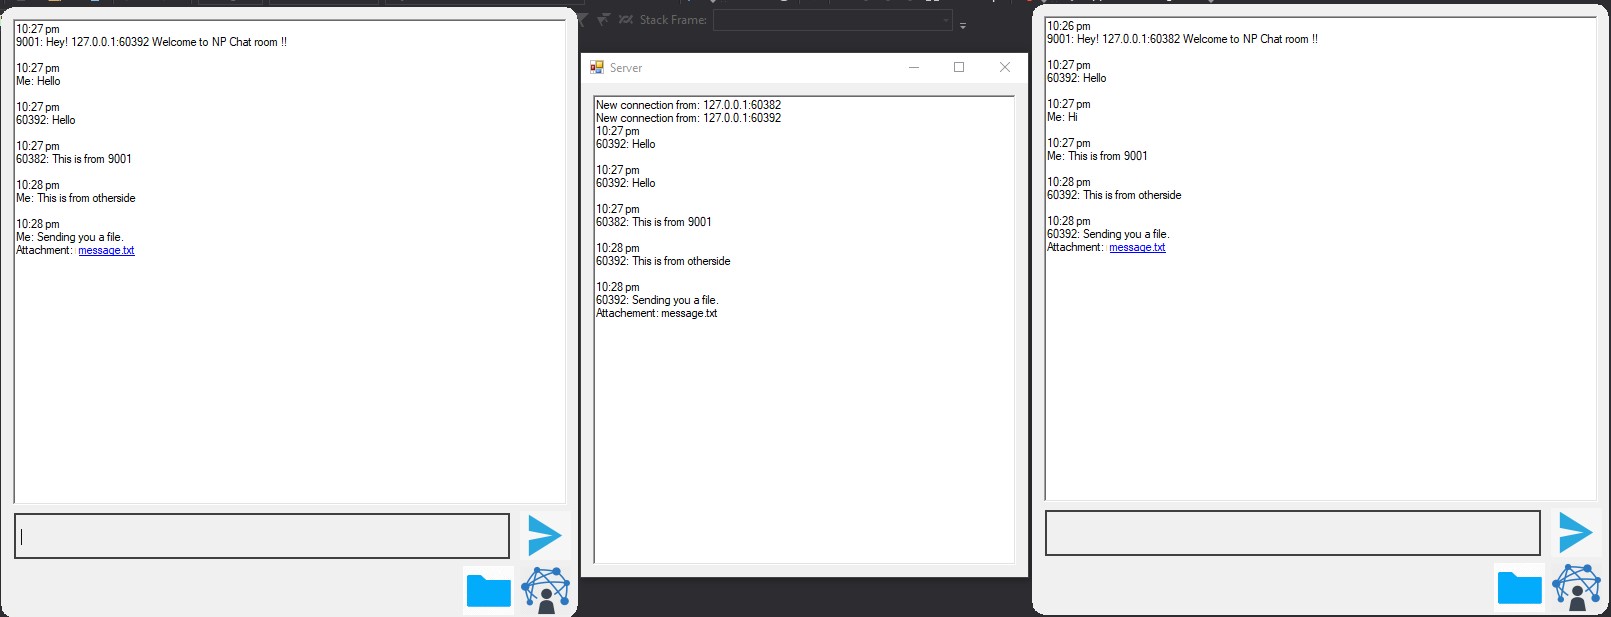 10:27 pm
9001: Hey! 127.0.0.1:60392 Welcome to NP Chat room !!
10:27 pm
Me: Hello
10:27 pm
60392: Hello
10:27 pm
60382: This is from 9001
10:28 pm
Me: This is from otherside
10:28 pm
Me: Sending you a file.
Attachment: message.txt
Stack Frame:
Server
New connection from: 127.0.0.1:60382
New connection from: 127.0.0.1:60392
10:27 pm
60392: Hello
10:27 pm
60392: Hello
10:27 pm
60382: This is from 9001
10:28 pm
60392: This is from otherside
10:28 pm
60392: Sending you a file.
Attachement: message.txt
10:26 pm
9001: Hey! 127.0.0.1:60382 Welcome to NP Chat room !!
10:27 pm
60392: Hello
10:27 pm
Me: Hi
10:27 pm
Me: This is from 9001
10:28 pm
60392: This is from otherside
10:28 pm
60392: Sending you a file.
Attachment: message.txt